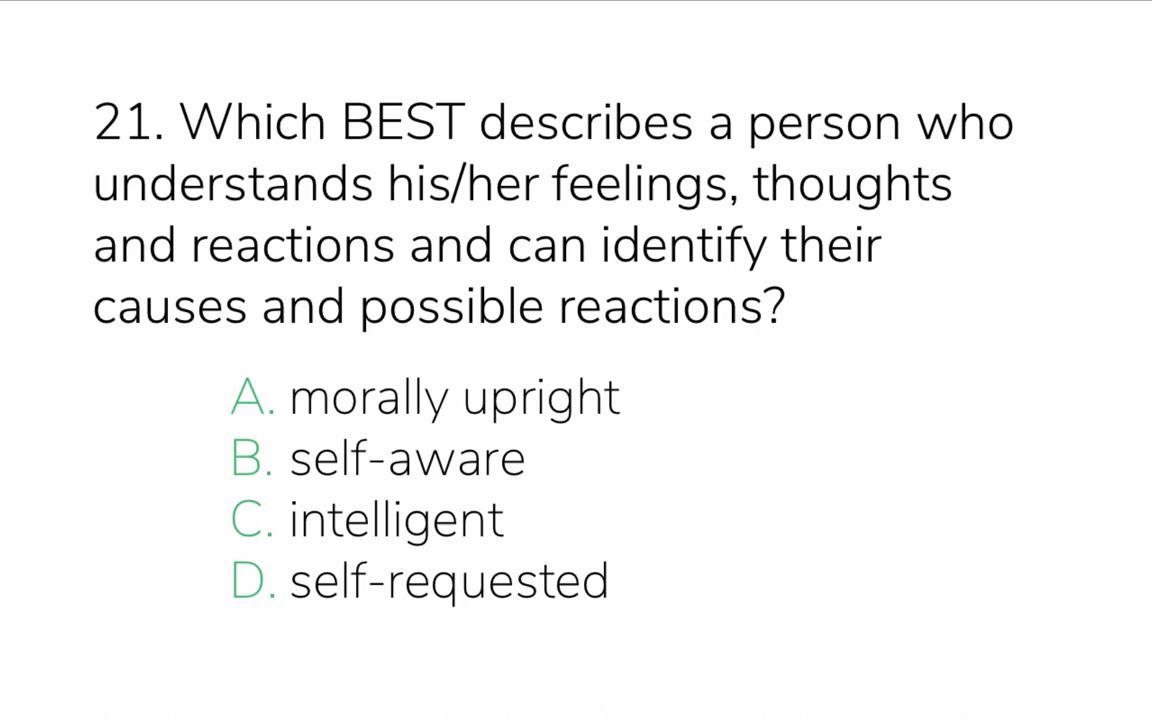 21. Which BEST describes a person who
understands his/her feelings, thoughts
and reactions and can identify their
causes and possible reactions?
A. morally upright
B. self-aware
C. intelligent
D. self-requested